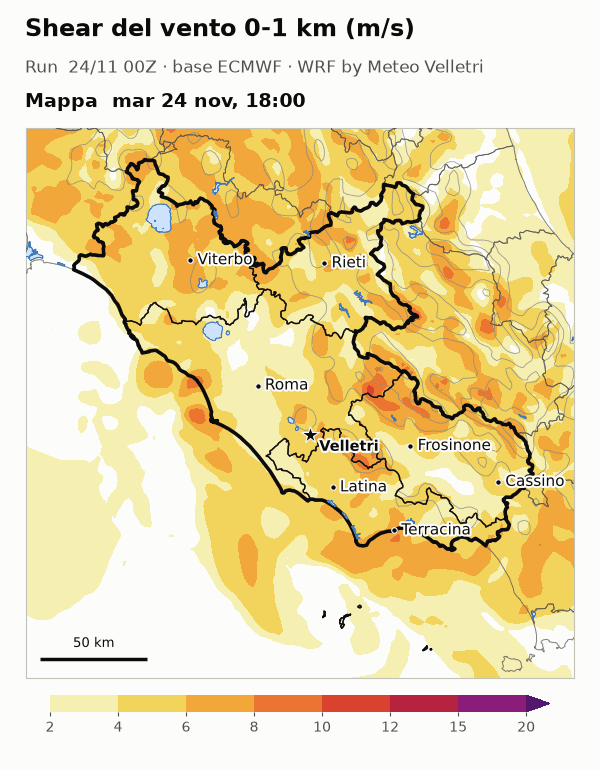 Shear del vento 0-1 km (m/s)
Run  24/11 00Z · base ECMWF · WRF by Meteo Velletri
Mappa  mar 24 nov, 18:00
Viterbo
Rieti
Roma
Velletri
Frosinone
Cassino
Latina
Terracina
50 km
2 4 6 8 10 12 15 20